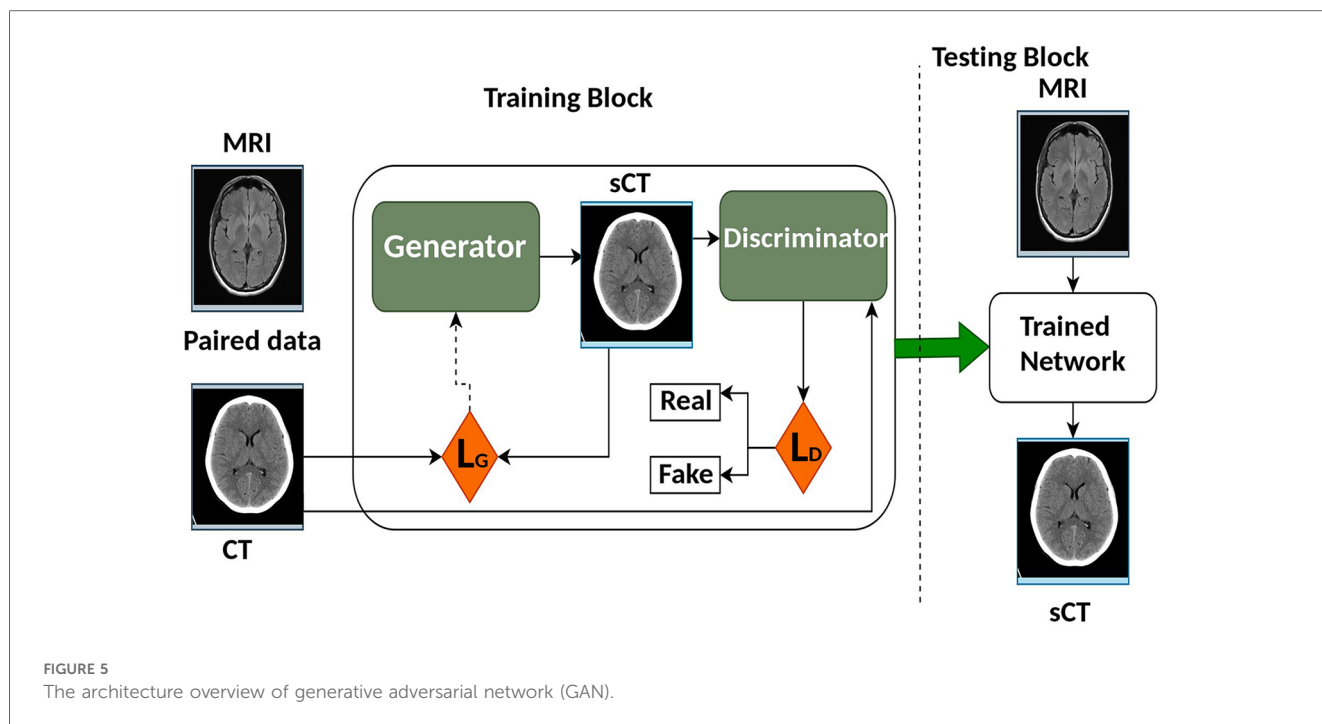 Training Block
MRI
Paired data
CT
Generator
sCT
Discriminator
LG
Real
Fake
LD
Testing Block
MRI
Trained
Network
sCT
FIGURE 5
The architecture overview of generative adversarial network (GAN).